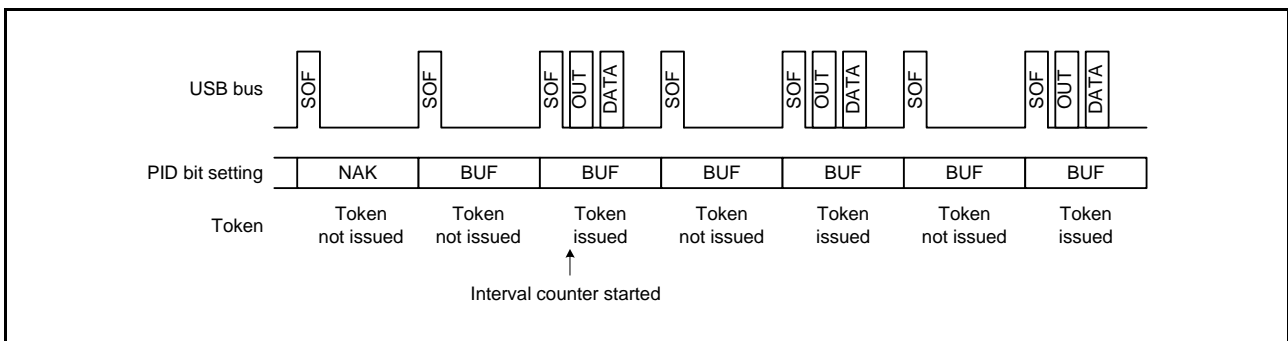 USB bus
SOF
SOF
SOF
OUT
DATA
SOF
SOF
OUT
DATA
SOF
SOF
OUT
DATA
PID bit setting
NAK
BUF
BUF
BUF
BUF
BUF
BUF
Token
Token
not issued
Token
not issued
Token
issued
Token
not issued
Token
issued
Token
not issued
Token
issued
Interval counter started